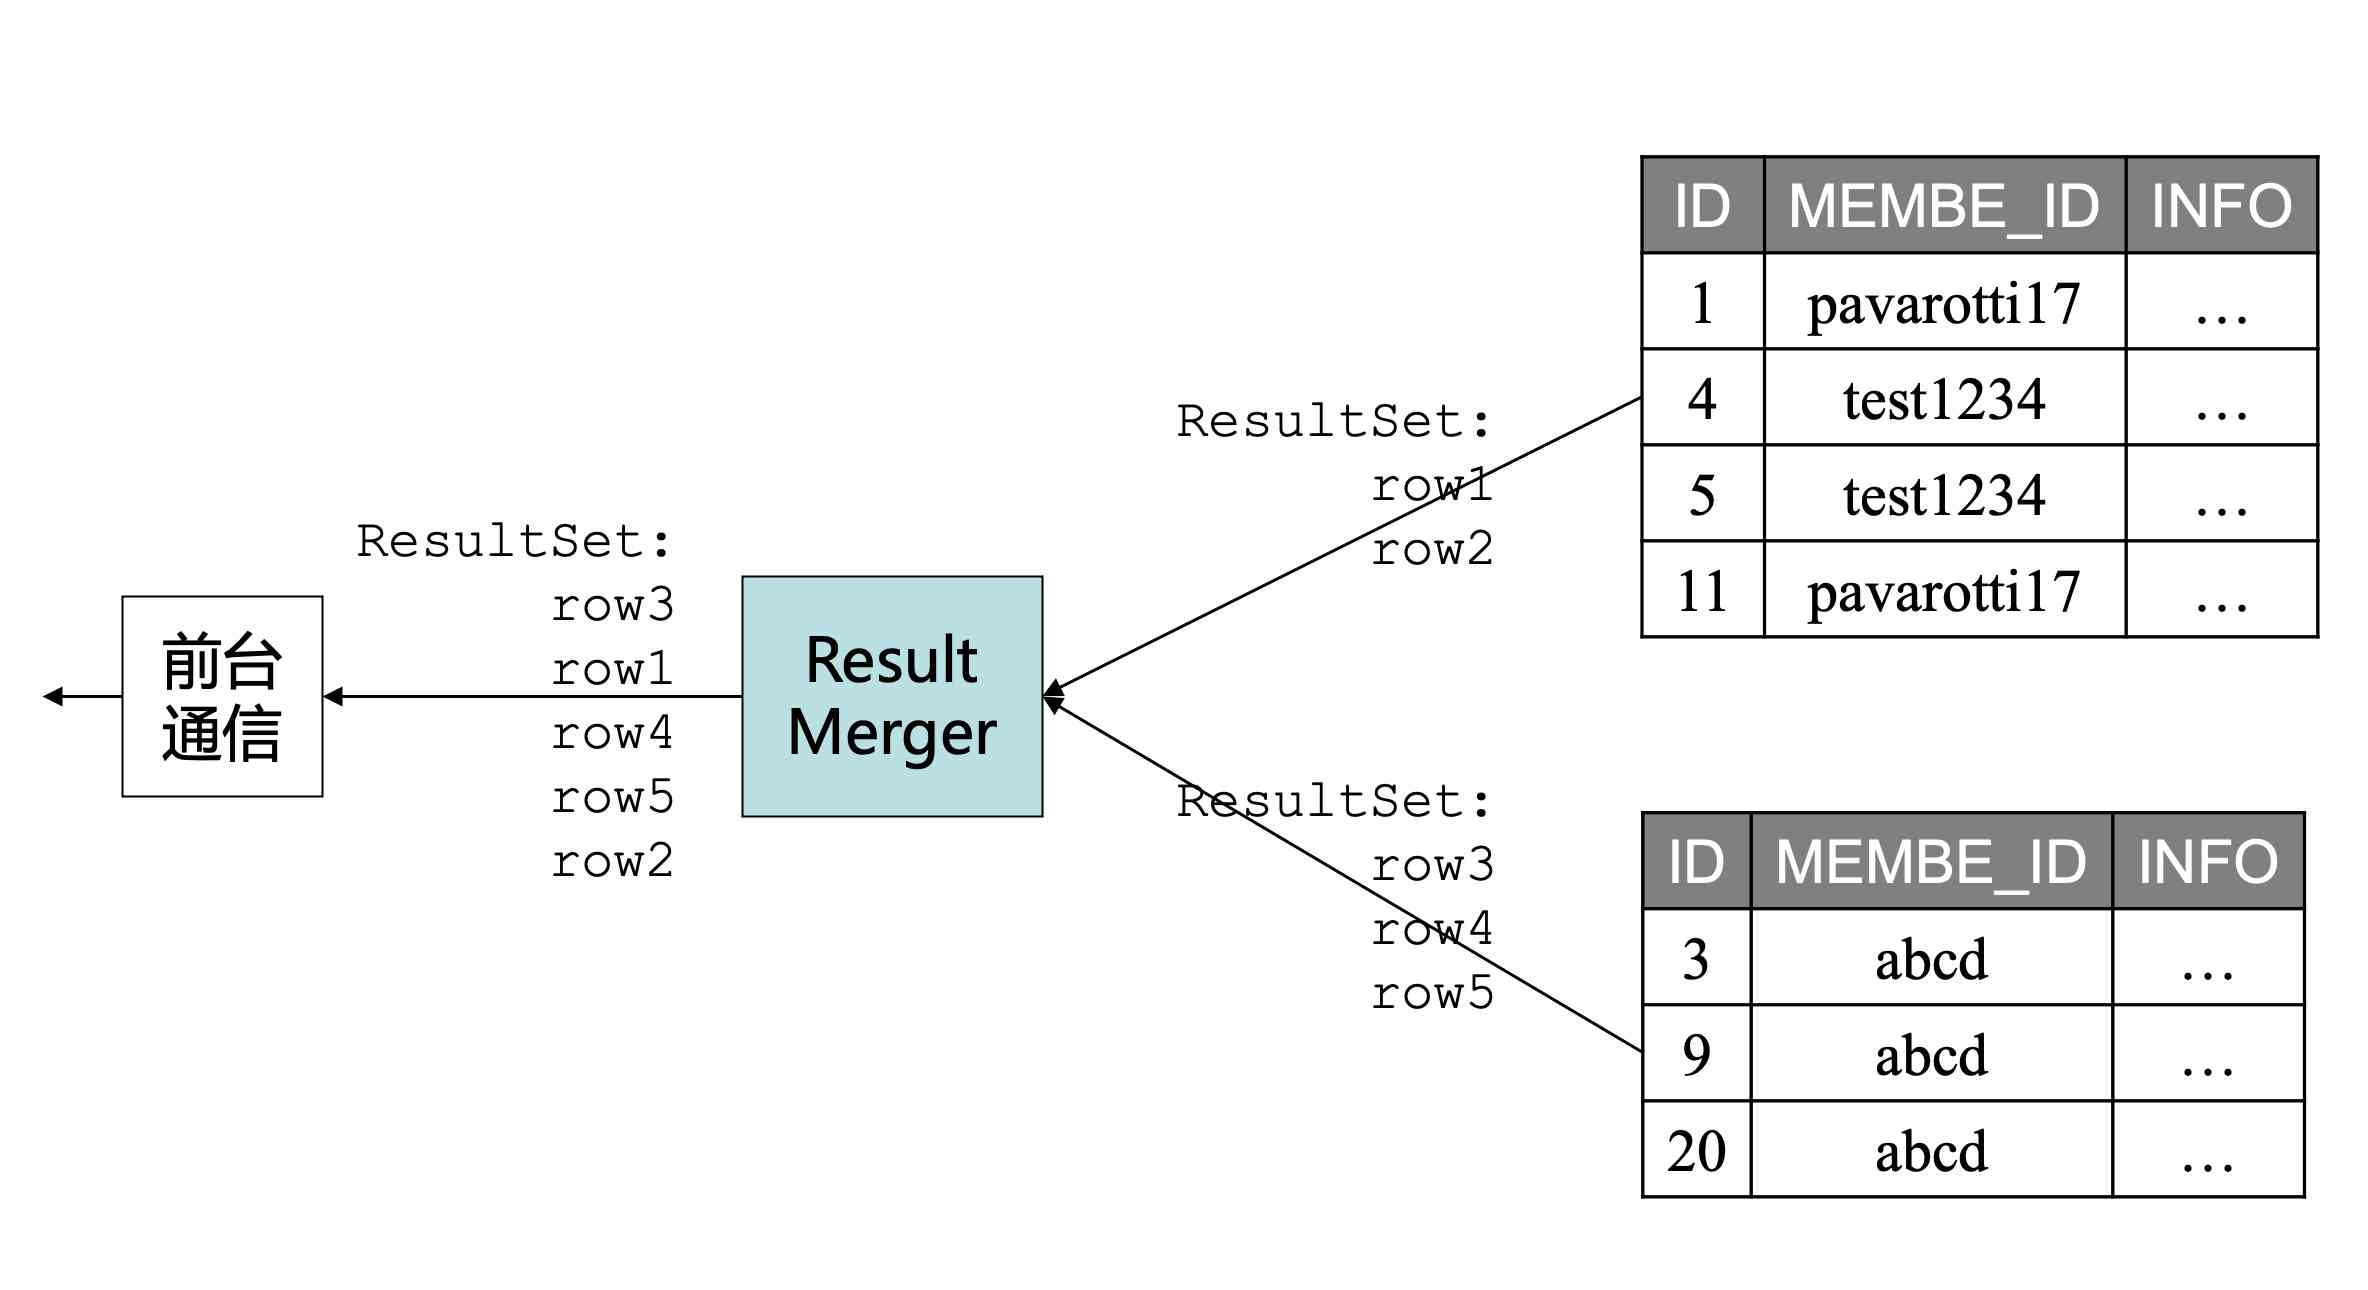 前台
通信
ResultSet:
row3
row1
row4
row5
row2
Result
Merger
ResultSet:
row1
row2
ResultSet:
row3
row4
row5
ID MEMBE_ID INFO
1 pavarotti17 …
4 test1234 …
5 test1234 …
11 pavarotti17 …
ID MEMBE_ID INFO
3 abcd …
9 abcd …
20 abcd …